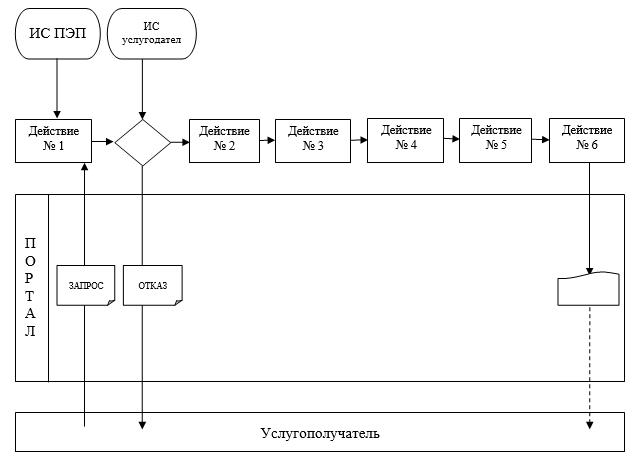 ИС ПЭП
ИС
услугодател
Действие
№ 1
Действие
№ 2
Действие
№ 3
Действие
№ 4
Действие
№ 5
Действие
№ 6
П
О
Р
Т
А
Л
ЗАПРОС
ОТКАЗ
Услугополучатель